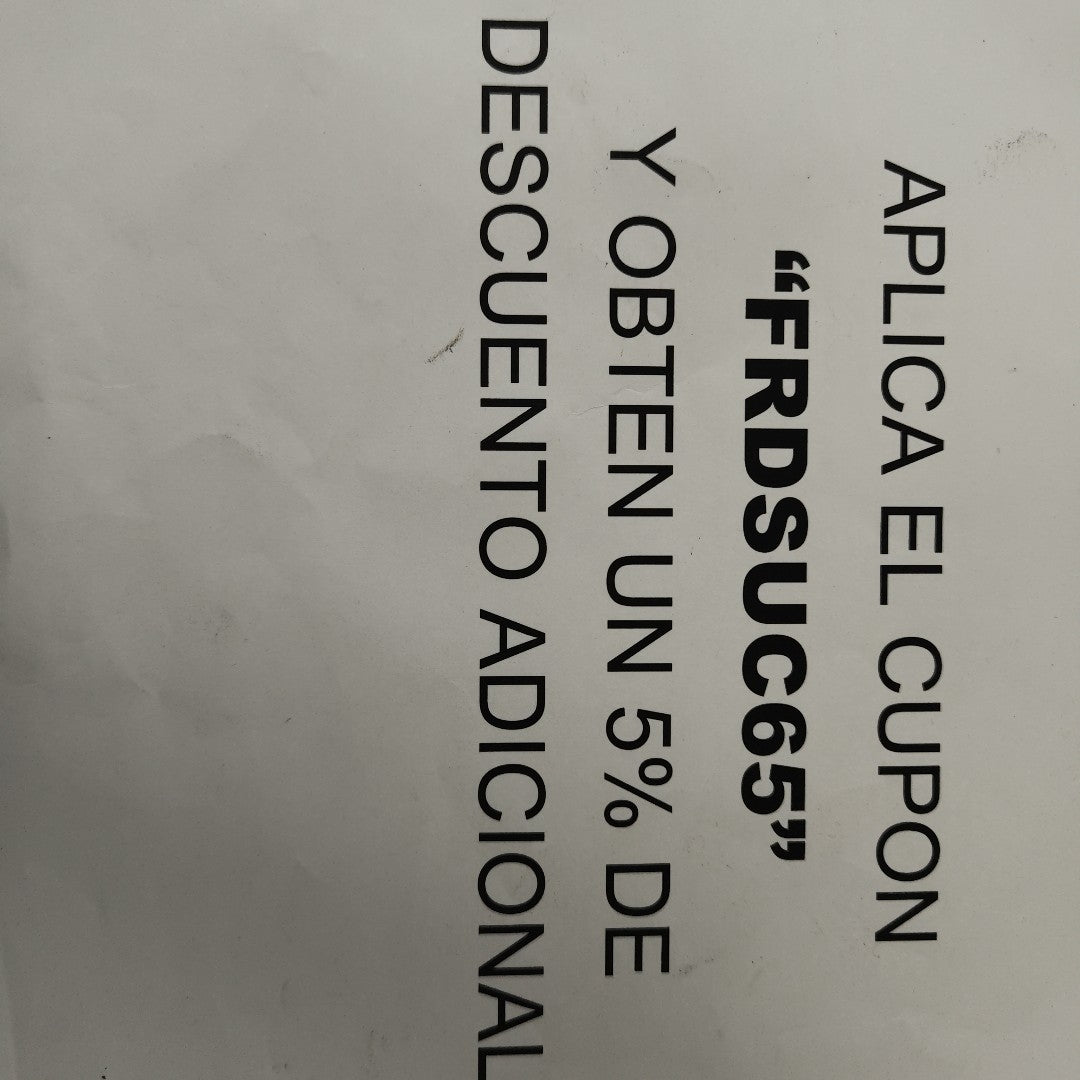 APLICA EL CUPON
“FRDSUC65”
Y OBTEN UN 5% DE
DESCUENTO ADICIONAL